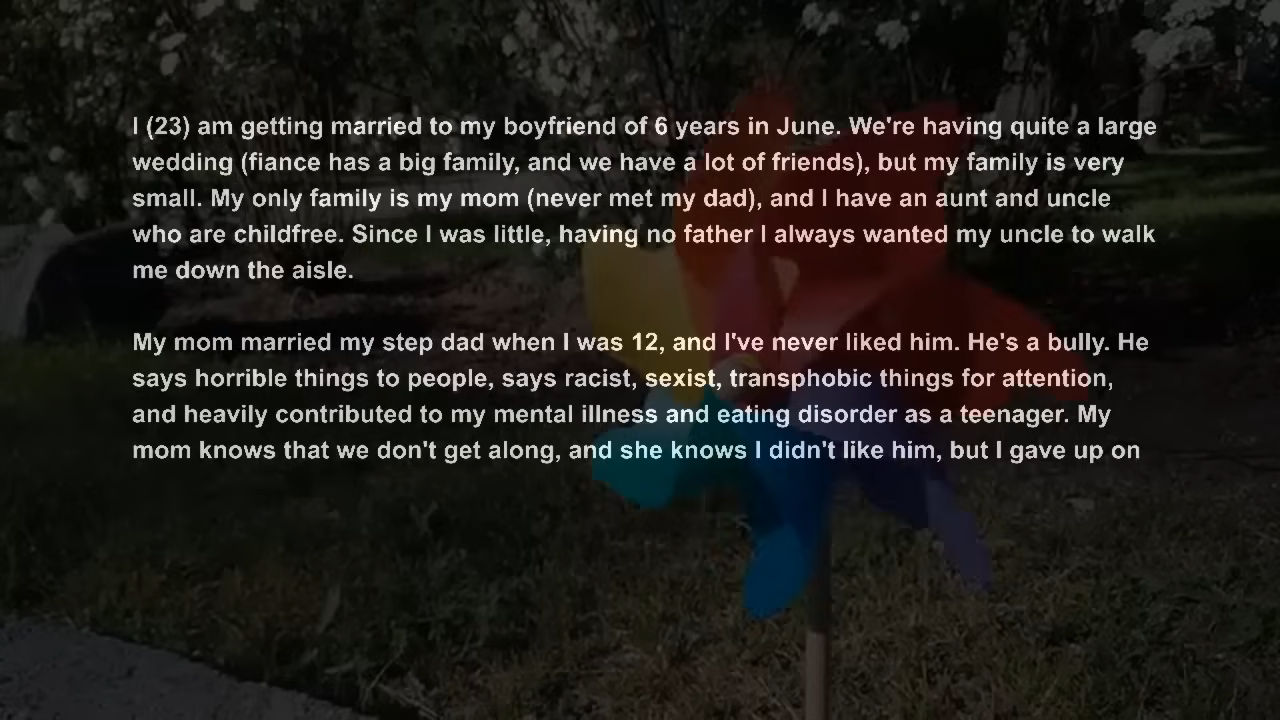 I (23) am getting married to my boyfriend of 6 years in June. We're having quite a large
wedding (fiance has a big family, and we have a lot of friends), but my family is very
small. My only family is my mom (never met my dad), and I have an aunt and uncle
who are childfree. Since I was little, having no father I always wanted my uncle to walk
me down the aisle.
My mom married my step dad when I was 12, and I've never liked him. He's a bully. He
says horrible things to people, says racist, sexist, transphobic things for attention,
and heavily contributed to my mental illness and eating disorder as a teenager. My
mom knows that we don't get along, and she knows I didn't like him, but I gave up on